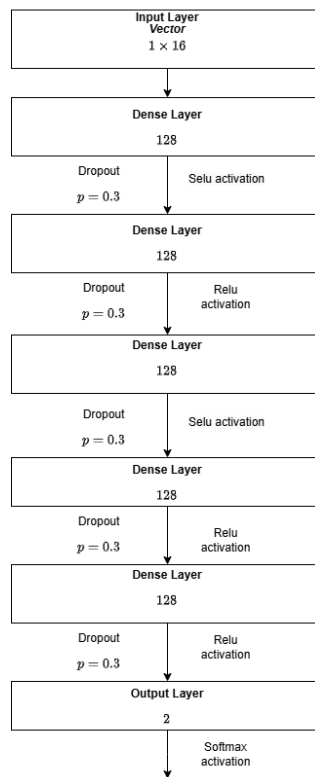 Input Layer
Vector
1 × 16
Dense Layer
128
Dropout
Selu activation
p = 0.3
Dense Layer
128
Dropout
Relu
activation
p = 0.3
Dense Layer
128
Dropout
Selu activation
p = 0.3
Dense Layer
128
Dropout
Relu
activation
p = 0.3
Dense Layer
128
Dropout
Relu
activation
p = 0.3
Output Layer
2
Softmax
activation